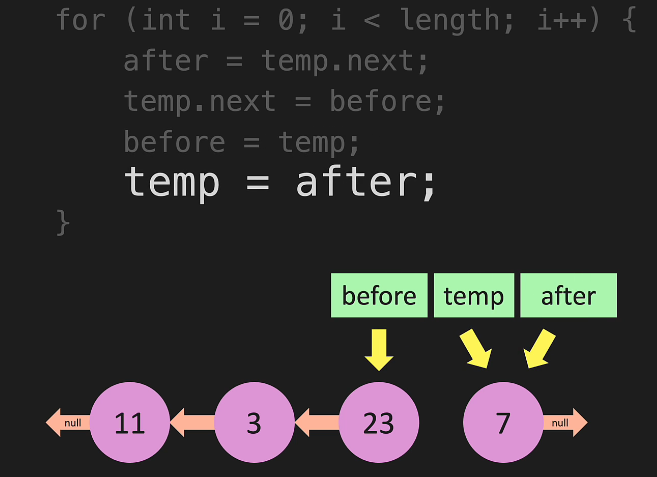 for (int i = 0; i < length; i++) {
after = temp.next;
temp.next = before;
before = temp;
temp = after;
}
before temp after
null 11 3 23 7 null